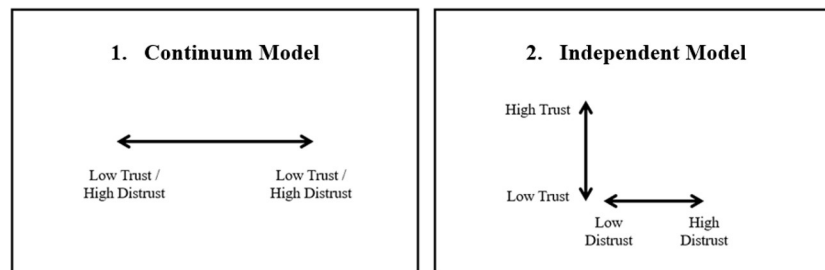 1. Continuum Model
Low Trust /
High Distrust
Low Trust /
High Distrust
2. Independent Model
High Trust
Low Trust
Low
Distrust
High
Distrust